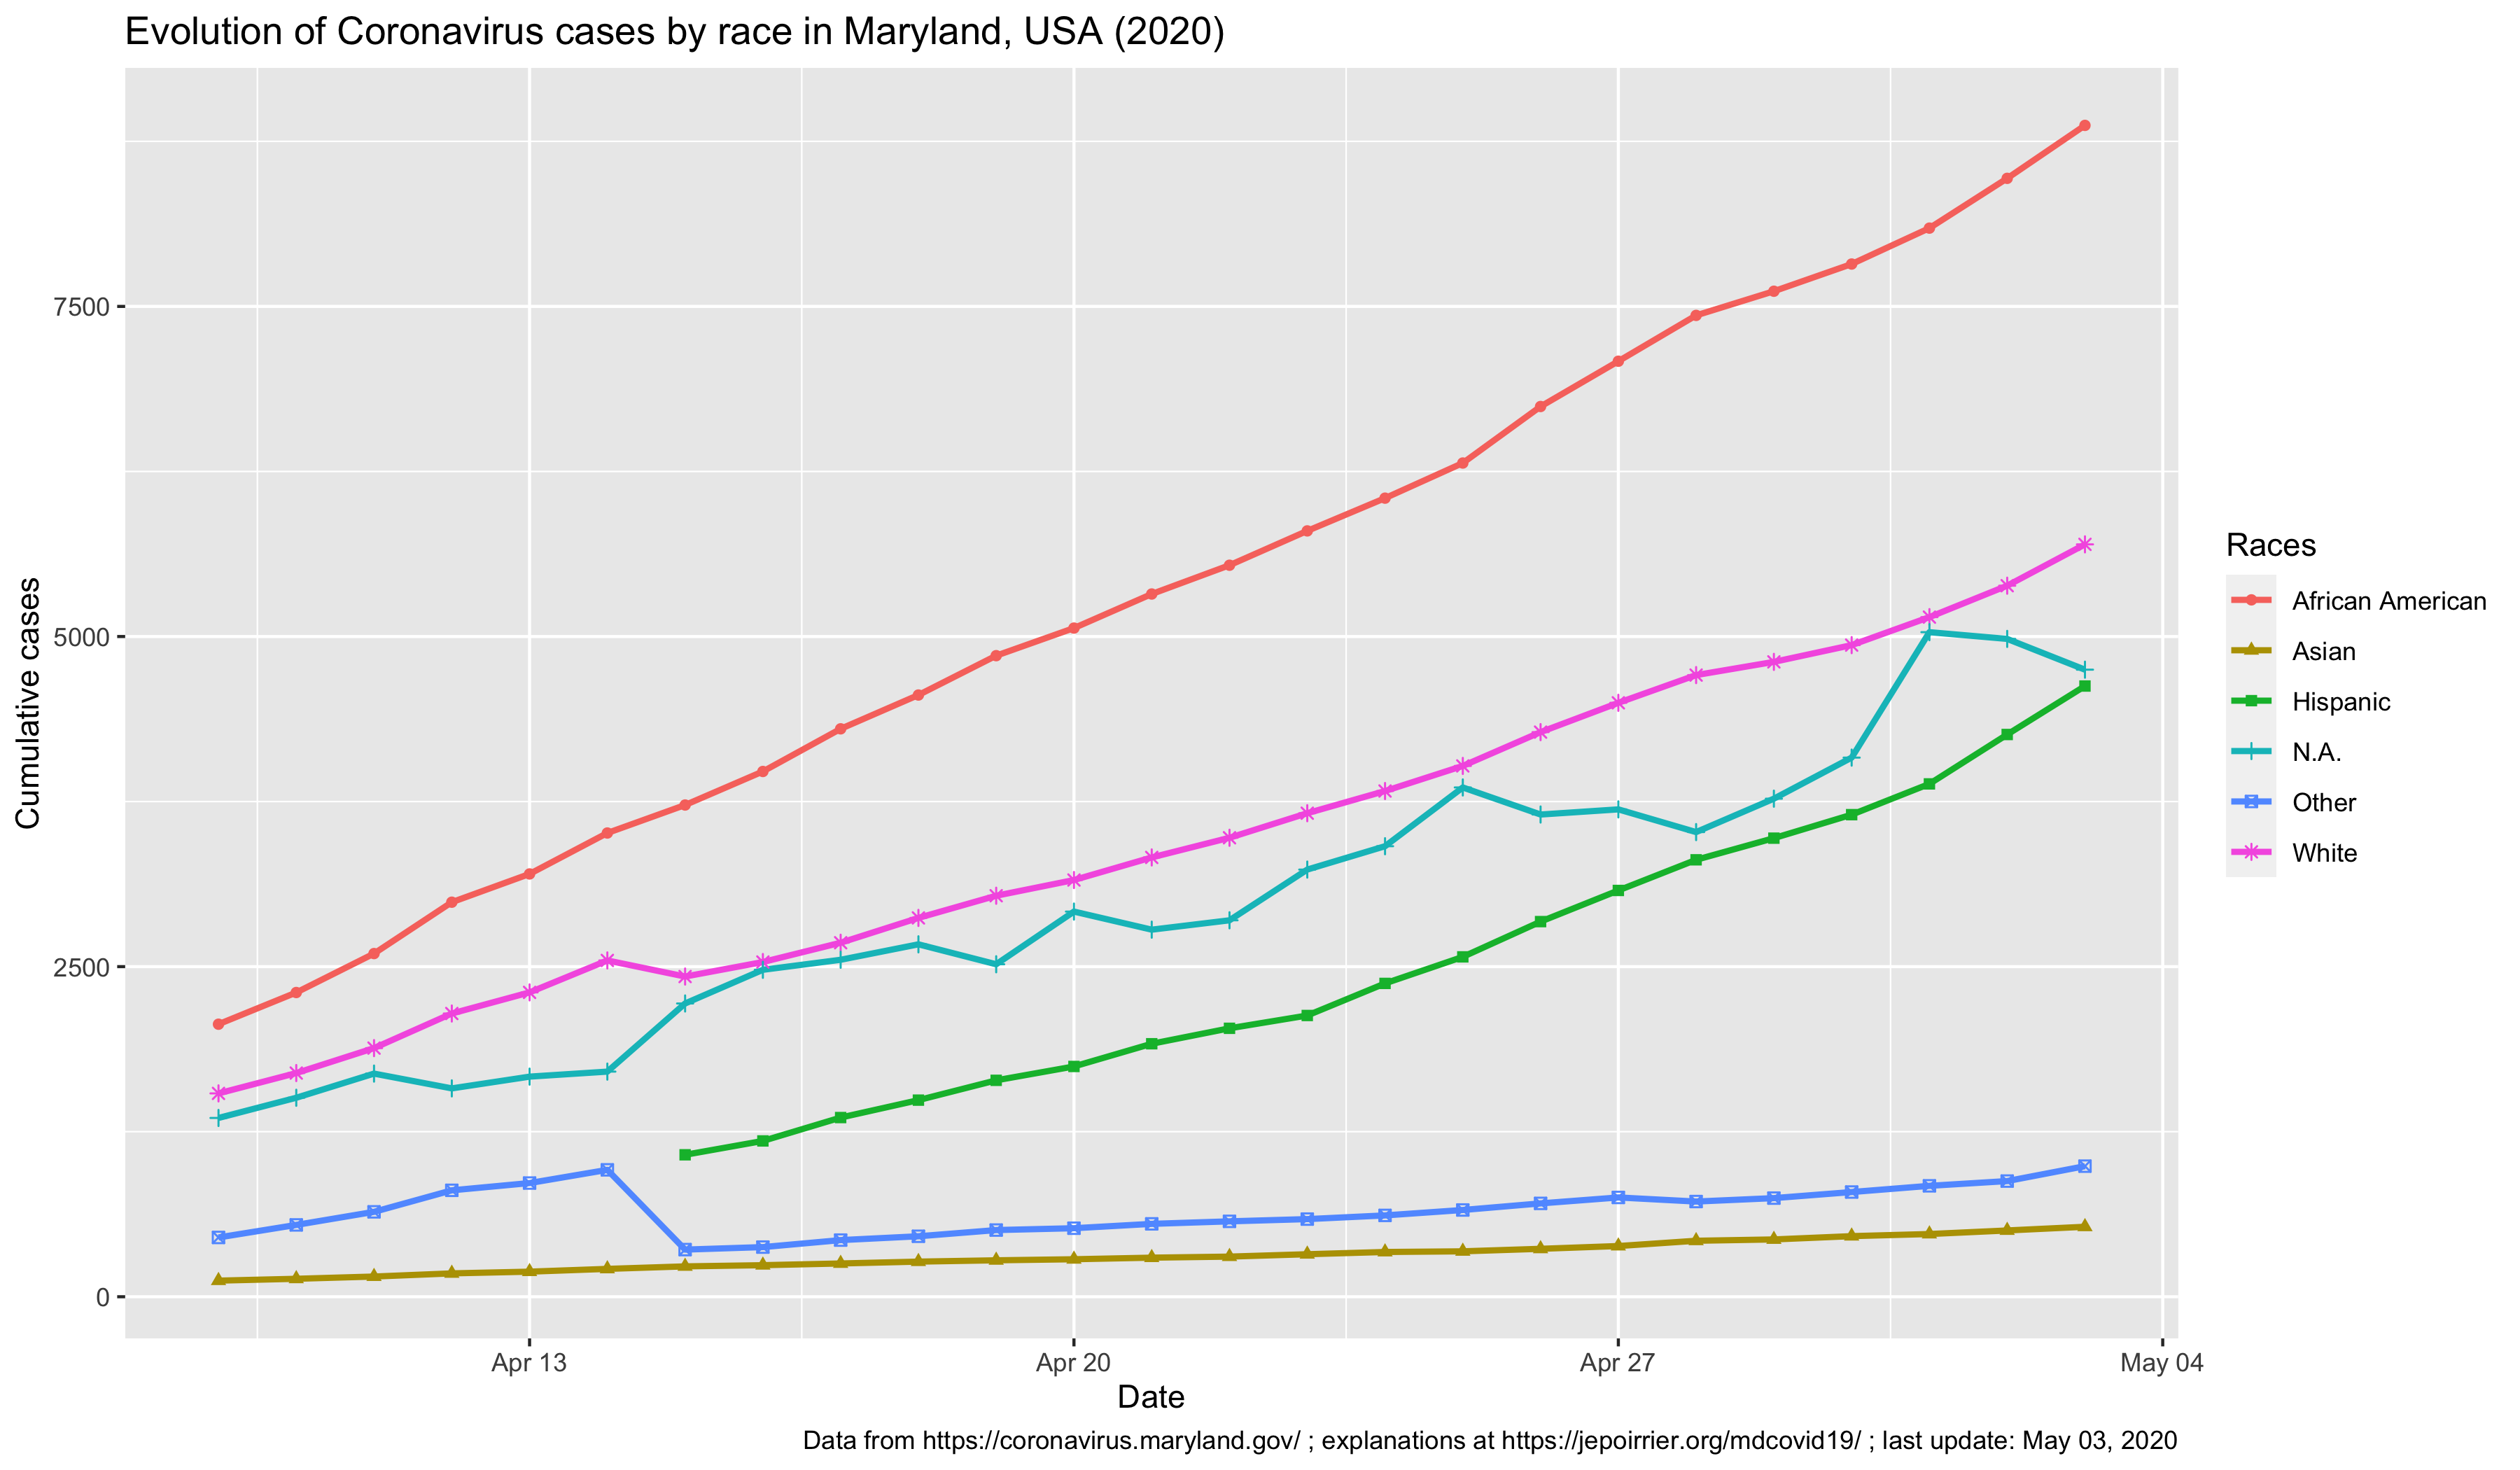 Evolution of Coronavirus cases by race in Maryland, USA (2020)
Cumulative cases
7500
5000
2500
0
Apr 13
Apr 20
Apr 27
May 04
Date
Races
African American
Asian
Hispanic
N.A.
Other
White
Data from https://coronavirus.maryland.gov/ ; explanations at https://jepoirrier.org/mdcovid19/ ; last update: May 03, 2020